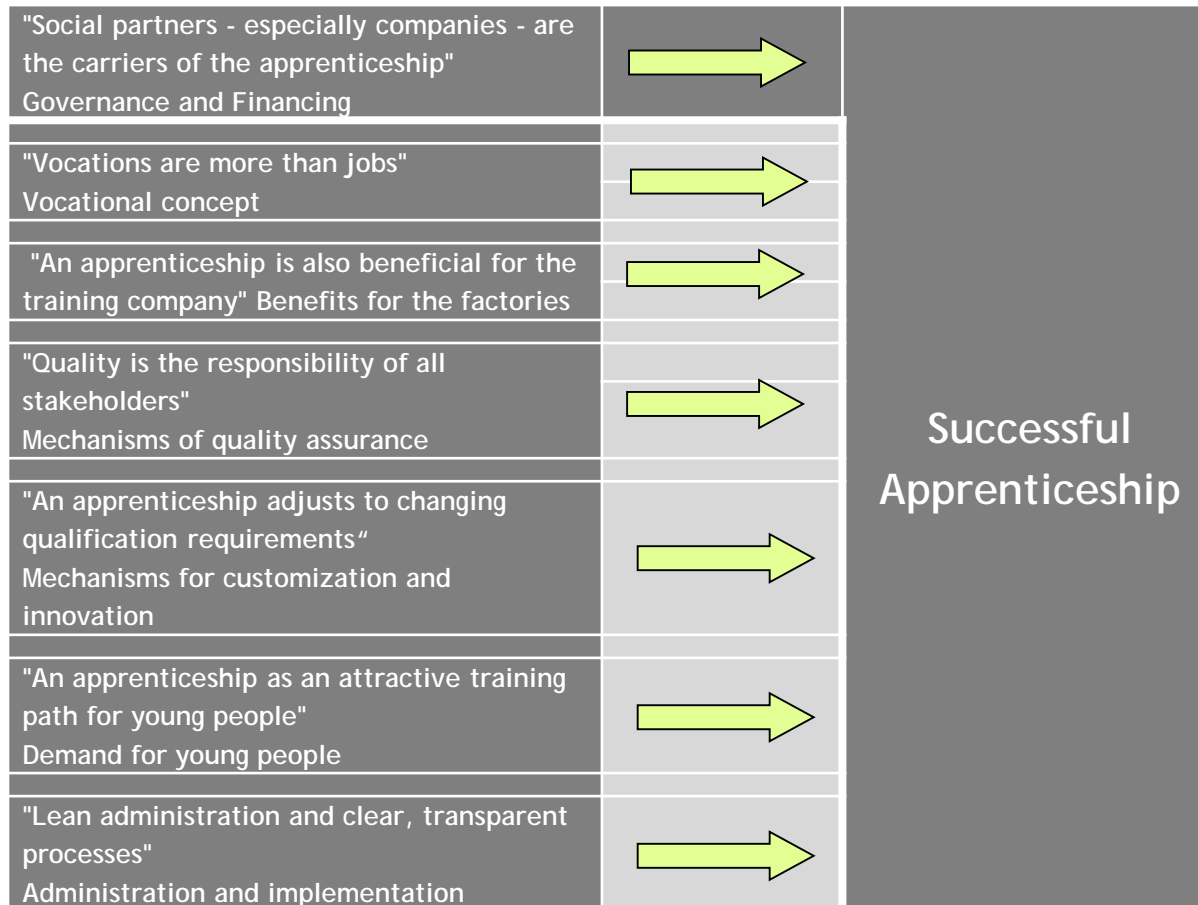 "Social partners - especially companies - are
the carriers of the apprenticeship"
Governance and Financing
"Vocations are more than jobs"
Vocational concept
"An apprenticeship is also beneficial for the
training company" Benefits for the factories
"Quality is the responsibility of all
stakeholders"
Mechanisms of quality assurance
"An apprenticeship adjusts to changing
qualification requirements“
Mechanisms for customization and
innovation
"An apprenticeship as an attractive training
path for young people"
Demand for young people
"Lean administration and clear, transparent
processes"
Administration and implementation
Successful
Apprenticeship